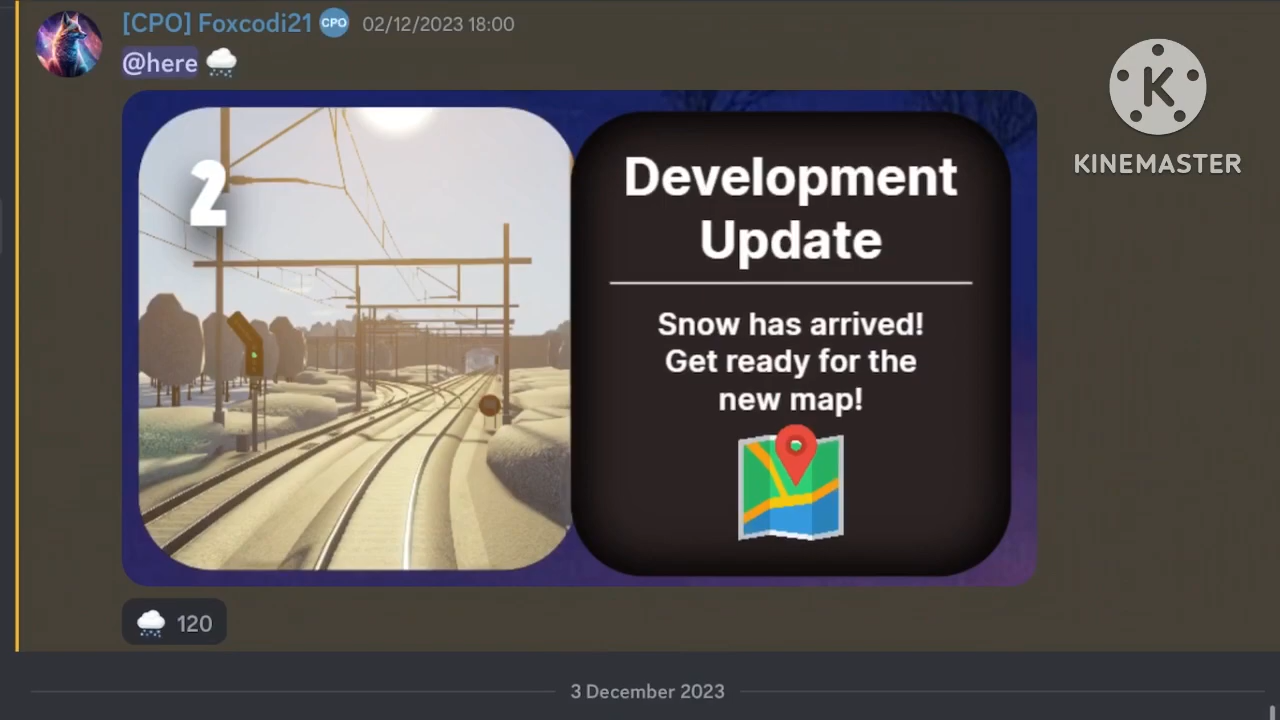 [CPO] Foxcodi21 CPO 02/12/2023 18:00
@here
K
KINEMASTER
2
Development
Update
Snow has arrived!
Get ready for the
new map!
120
3 December 2023